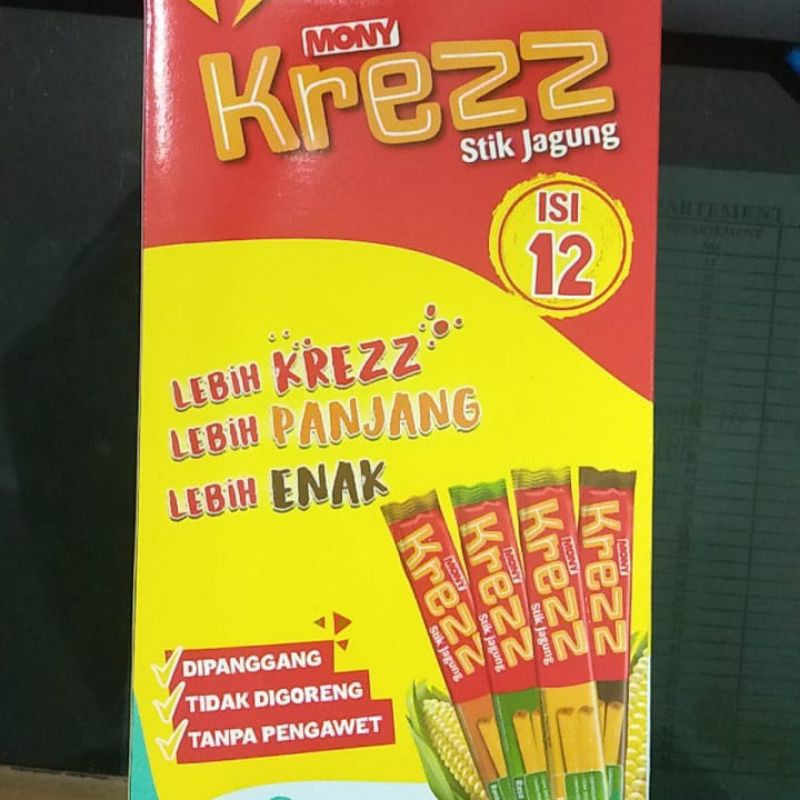 MONY
Krezz
Stik Jagung
ISI
12
LEBiH KREZZ
LEBiH PANJANG
LEBiH ENAK
MONY
Krezz
Stik Jagung
MONY
Krezz
Stik Jagung
MONY
Krezz
Stik Jagung
MONY
Krezz
DIPANGGANG
TIDAK DIGORENG
TANPA PENGAWET